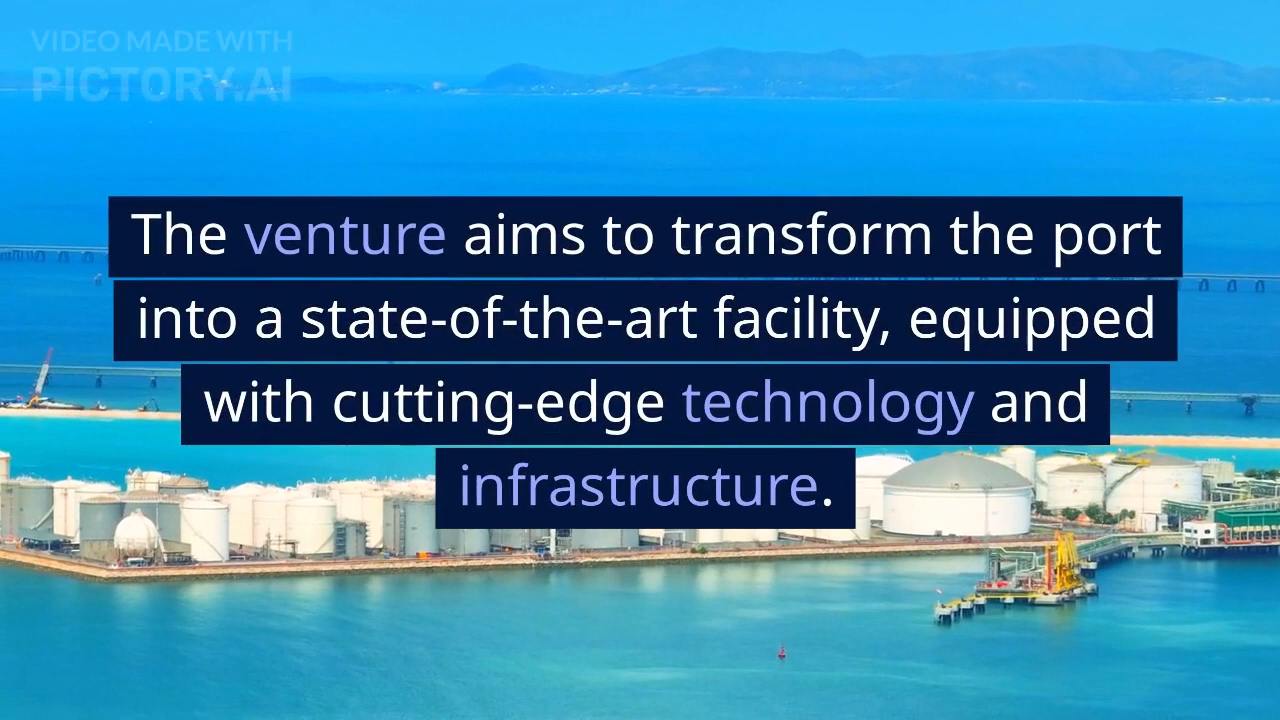 VIDEO MADE WITH
PICTORY.AI
The venture aims to transform the port
into a state-of-the-art facility, equipped
with cutting-edge technology and
infrastructure.